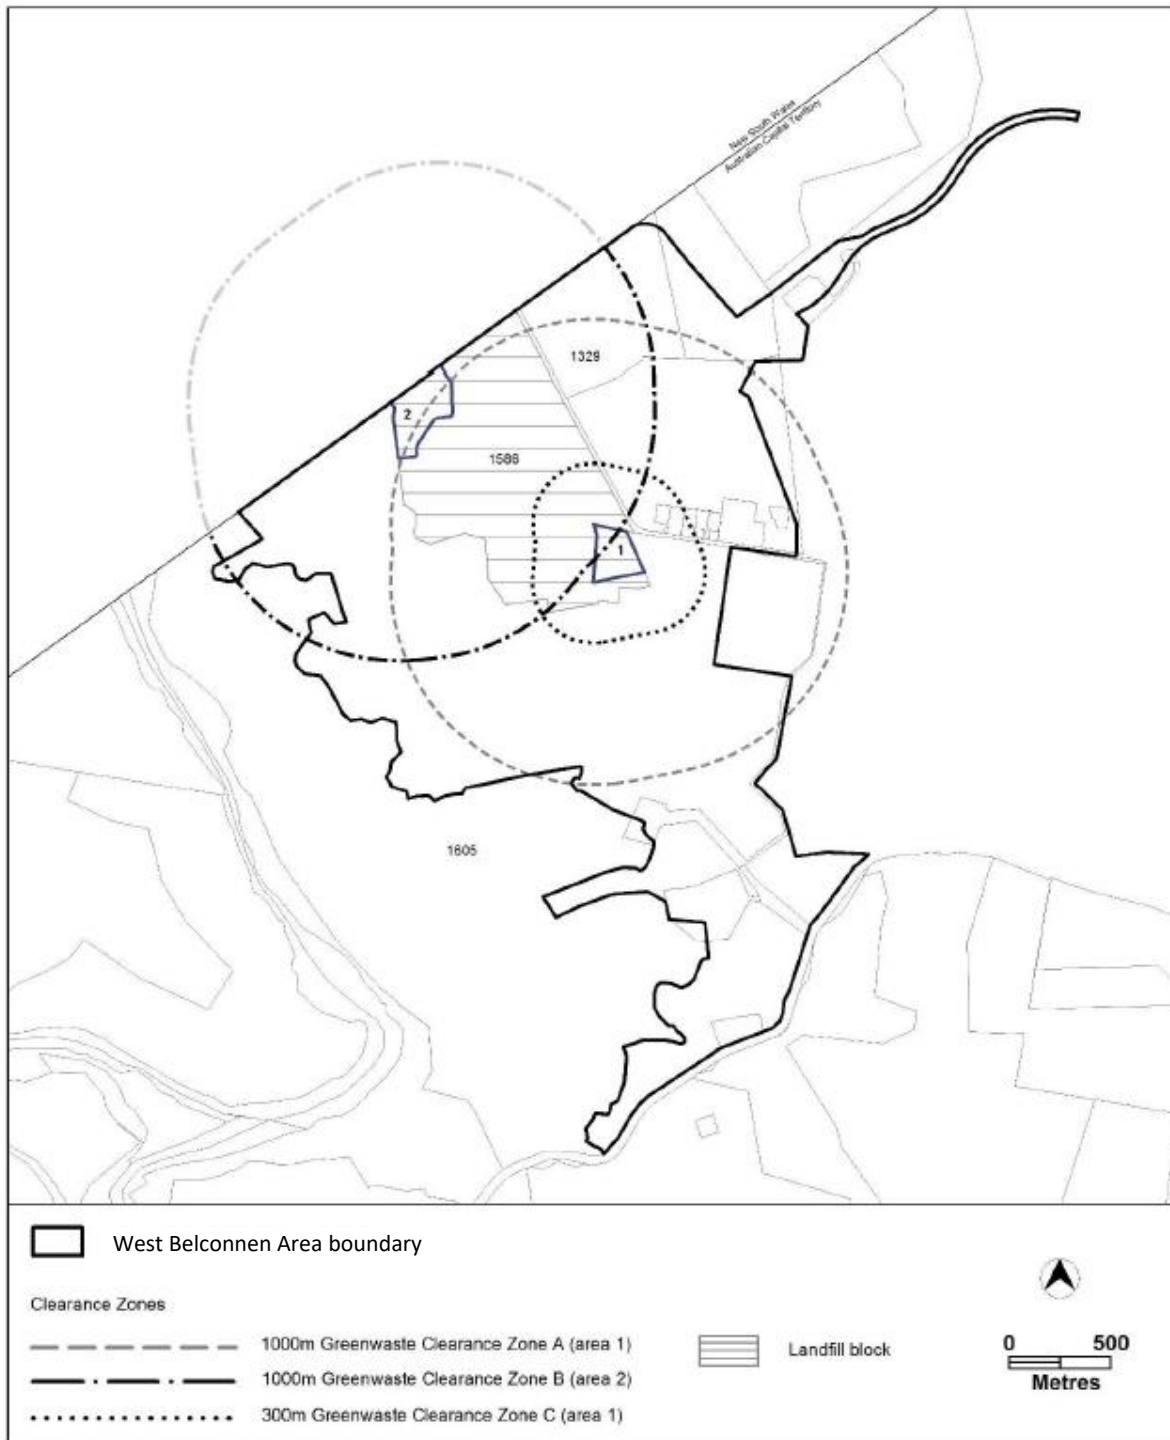 New South Wales
Australian Capital Territory
1329
2
1586
1
1605
West Belconnen Area boundary
Clearance Zones
1000m Greenwaste Clearance Zone A (area 1)
1000m Greenwaste Clearance Zone B (area 2)
300m Greenwaste Clearance Zone C (area 1)
Landfill block
0 500
Metres